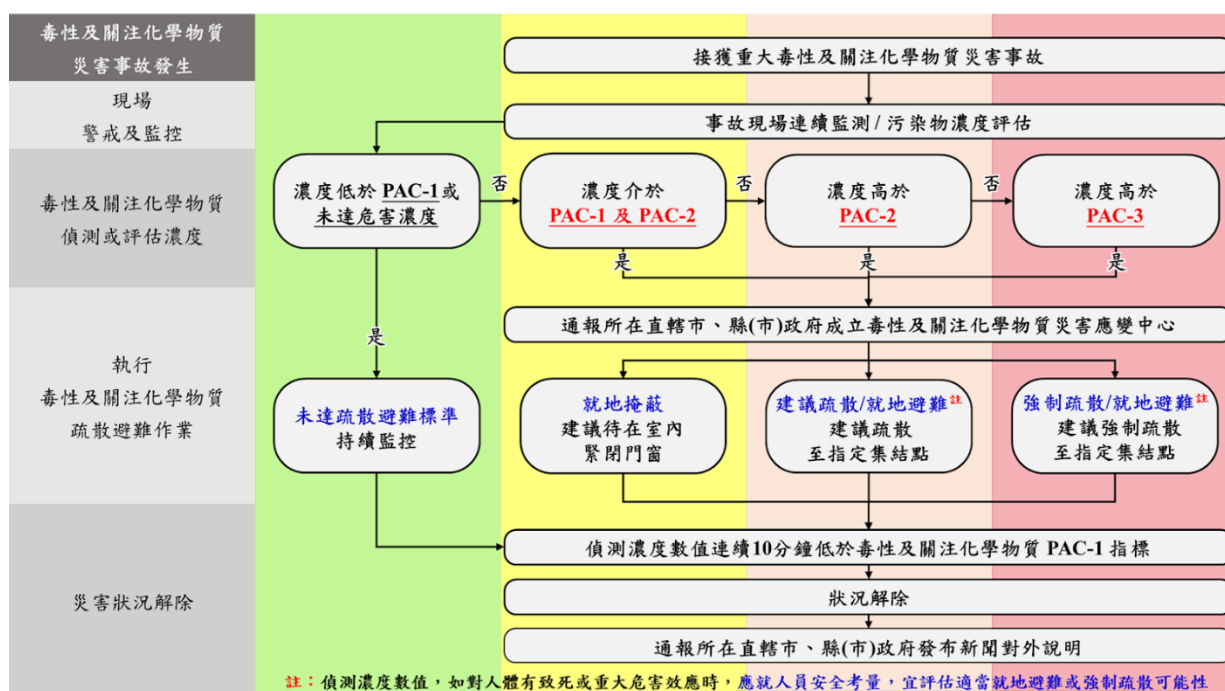 毒性及關注化學物質
災害事故發生
接獲重大毒性及關注化學物質災害事故
現場
警戒及監控
事故現場連續監測/污染物濃度評估
毒性及關注化學物質
偵測或評估濃度
濃度低於 PAC-1或
未達危害濃度
否
濃度介於
PAC-1 及 PAC-2
否
濃度高於
PAC-2
否
濃度高於
PAC-3
是
是
是
是
通報所在直轄市、縣(市)政府成立毒性及關注化學物質災害應變中心
執行
毒性及關注化學物質
疏散避難作業
未達疏散避難標準
持續監控
就地掩蔽
建議待在室內
緊閉門窗
建議疏散/就地避難註
建議疏散
至指定集結點
強制疏散/就地避難註
建議強制疏散
至指定集結點
災害狀況解除
偵測濃度數值連續10分鐘低於毒性及關注化學物質 PAC-1 指標
狀況解除
通報所在直轄市、縣(市)政府發布新聞對外說明
註：偵測濃度數值，如對人體有致死或重大危害效應時，應就人員安全考量，宜評估適當就地避難或強制疏散可能性